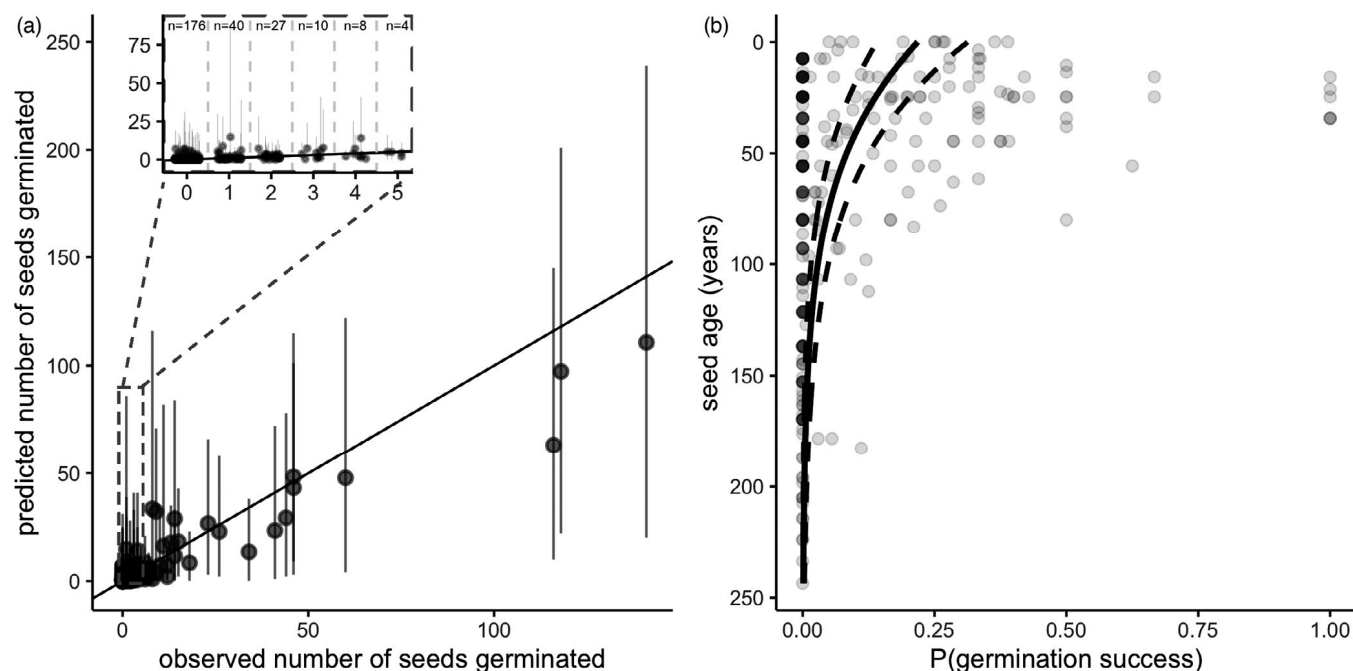 (a)
250
200
150
100
50
0
predicted number of seeds germinated
n=176 n=40 n=27 n=10 n=8 n=4
75
50
25
0
0 1 2 3 4 5
0 50 100
observed number of seeds germinated
(b)
0
50
100
150
200
250
seed age (years)
0.00 0.25 0.50 0.75 1.00
P(germination success)